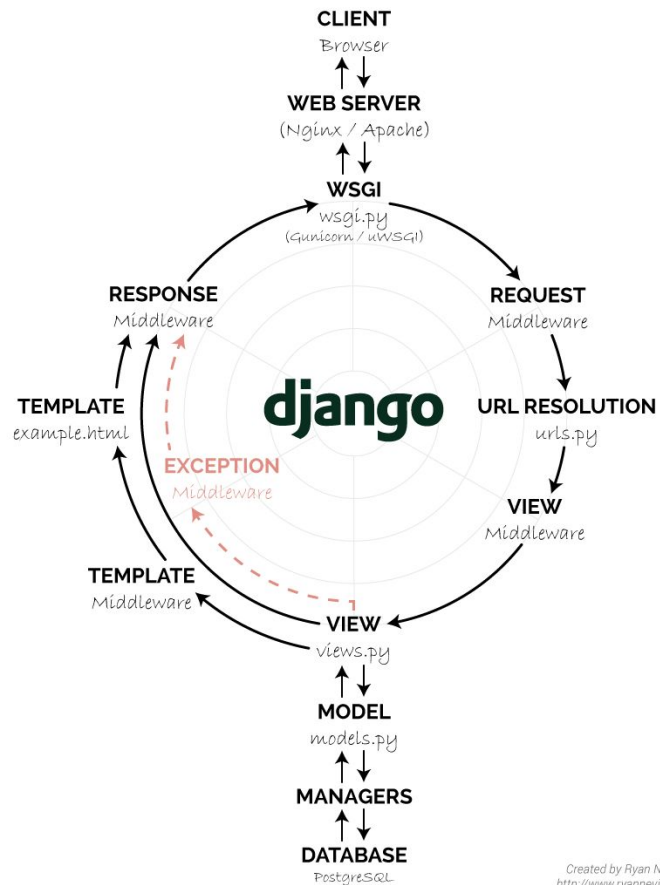 CLIENT
Browser
WEB SERVER
(Nginx / Apache)
WSGI
wsgi.py
(Gunicorn / uWSGI)
REQUEST
Middleware
URL RESOLUTION
urls.py
VIEW
Middleware
VIEW
views.py
MODEL
models.py
MANAGERS
DATABASE
PostgreSQL
TEMPLATE
Middleware
TEMPLATE
example.html
EXCEPTION
Middleware
RESPONSE
Middleware
django
Created by Ryan N